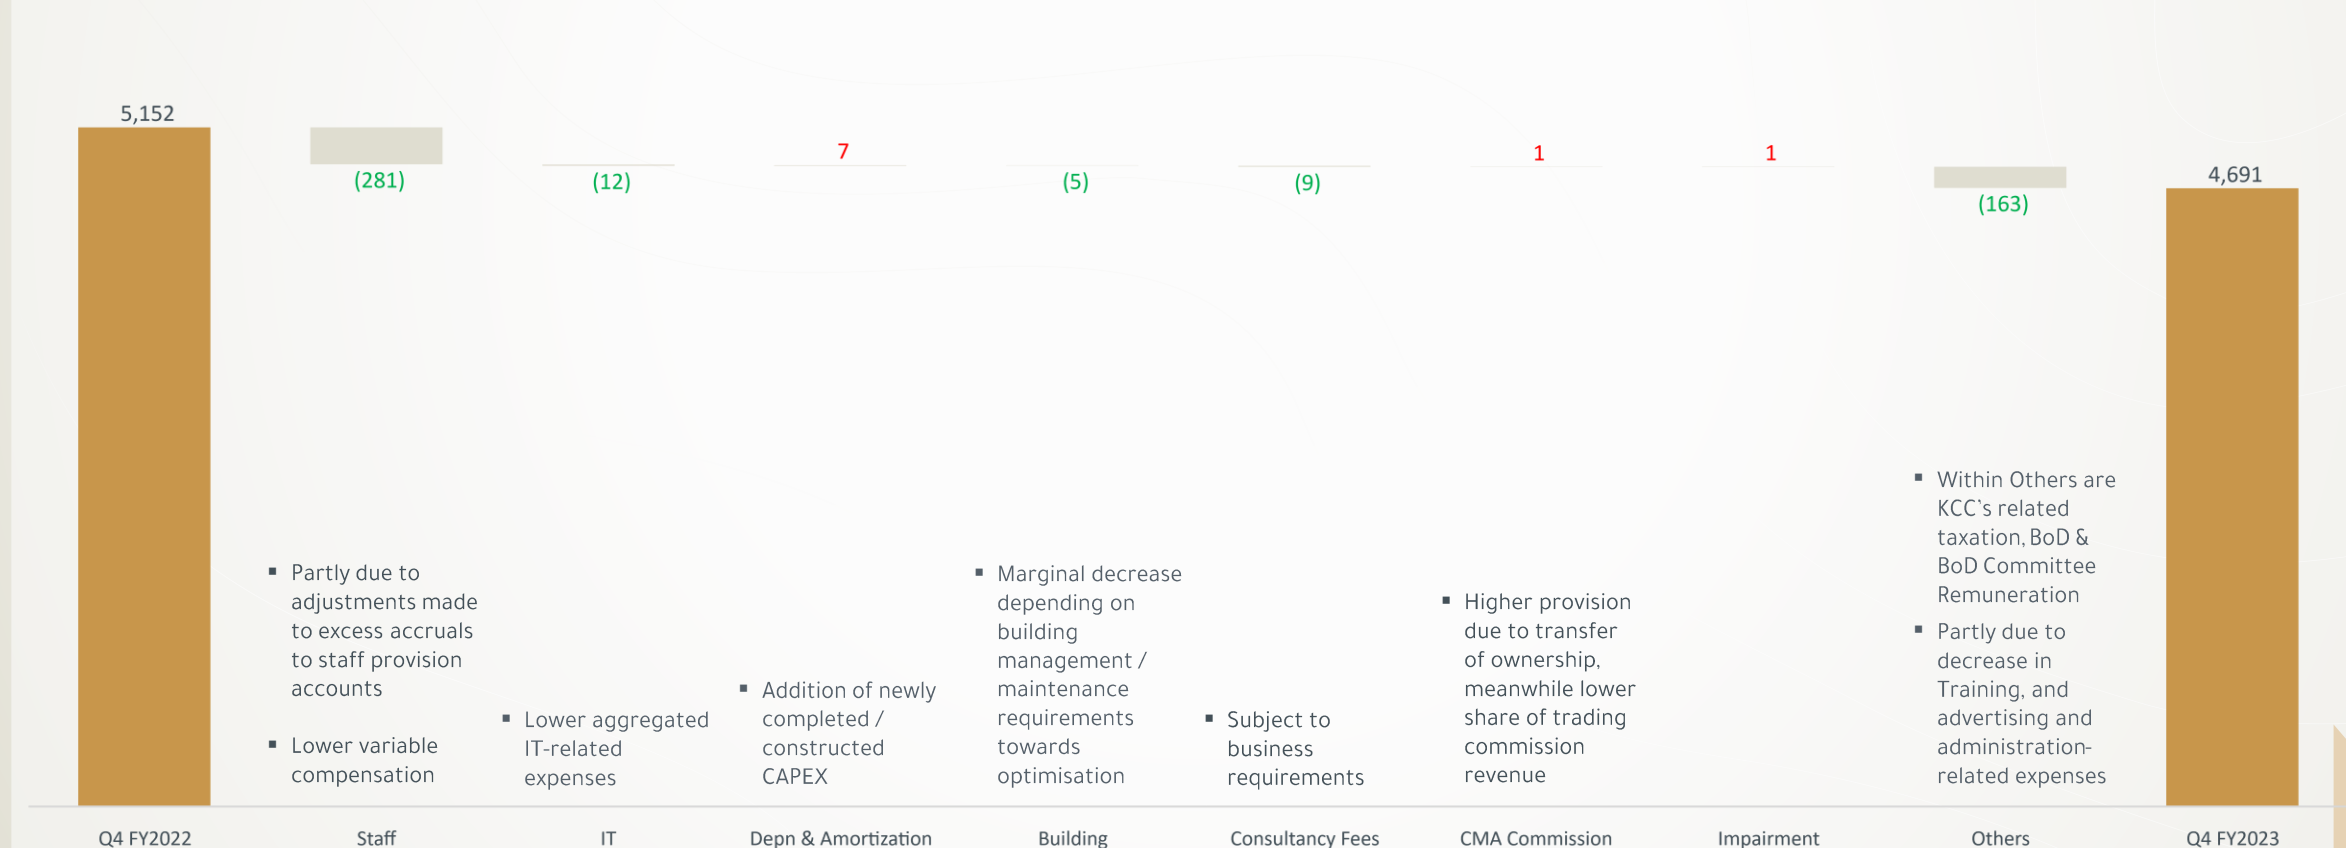 5,152
(281)
(12)
7
(5)
(9)
1
1
(163)
4,691
▪ Partly due to
adjustments made
to excess accruals
to staff provision
accounts
▪ Lower variable
compensation
▪ Lower aggregated
IT-related
expenses
▪ Addition of newly
completed /
constructed
CAPEX
▪ Marginal decrease
depending on
building
management /
maintenance
requirements
towards
optimisation
▪ Subject to
business
requirements
▪ Higher provision
due to transfer
of ownership,
meanwhile lower
share of trading
commission
revenue
▪ Within Others are
KCC`s related
taxation, BoD &
BoD Committee
Remuneration
▪ Partly due to
decrease in
Training, and
advertising and
administration-
related expenses
Q4 FY2022
Staff
IT
Depn & Amortization
Building
Consultancy Fees
CMA Commission
Impairment
Others
Q4 FY2023